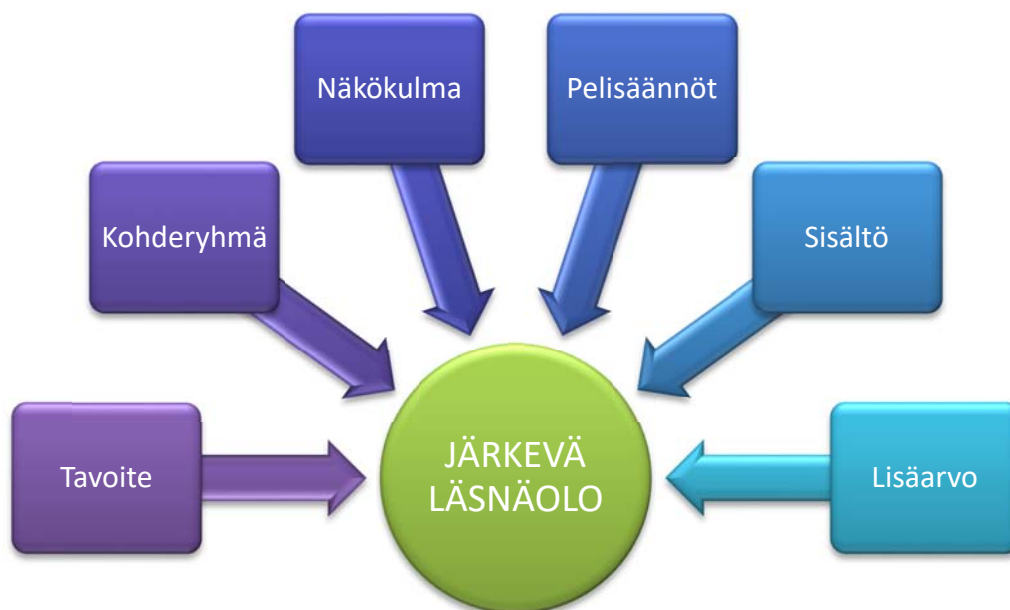 Näkökulma
Pelisäännöt
Kohderyhmä
Sisältö
Tavoite
JÄRKEVÄ
LÄSNÄOLO
Lisäarvo